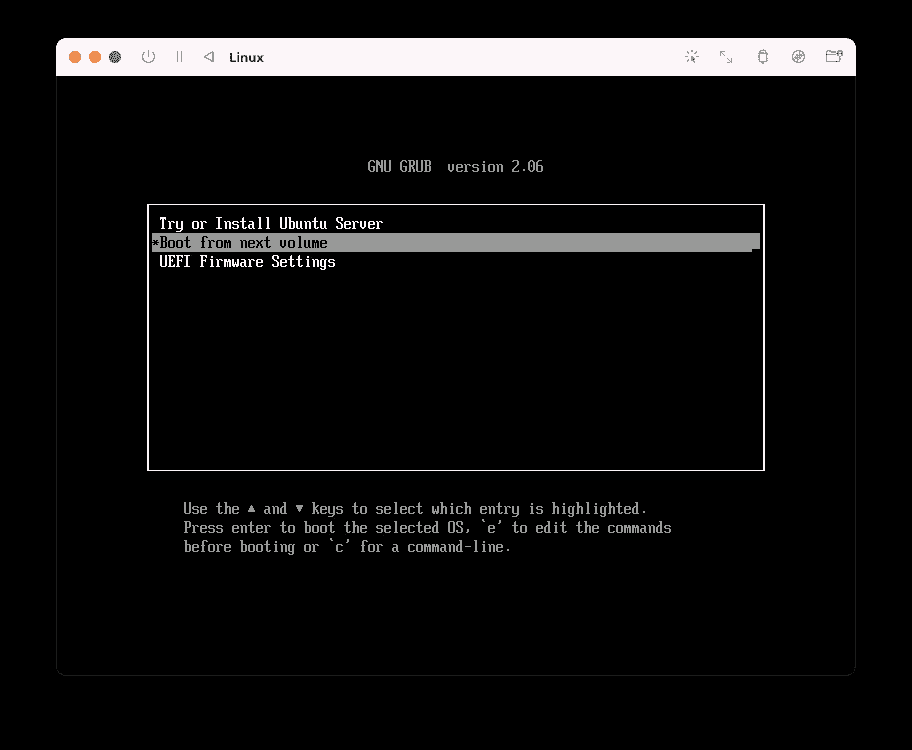 Linux
GNU GRUB  version 2.06
Try or Install Ubuntu Server
*Boot from next volume
UEFI Firmware Settings
Use the ▲ and ▼ keys to select which entry is highlighted.
Press enter to boot the selected OS, `e' to edit the commands
before booting or `c' for a command-line.